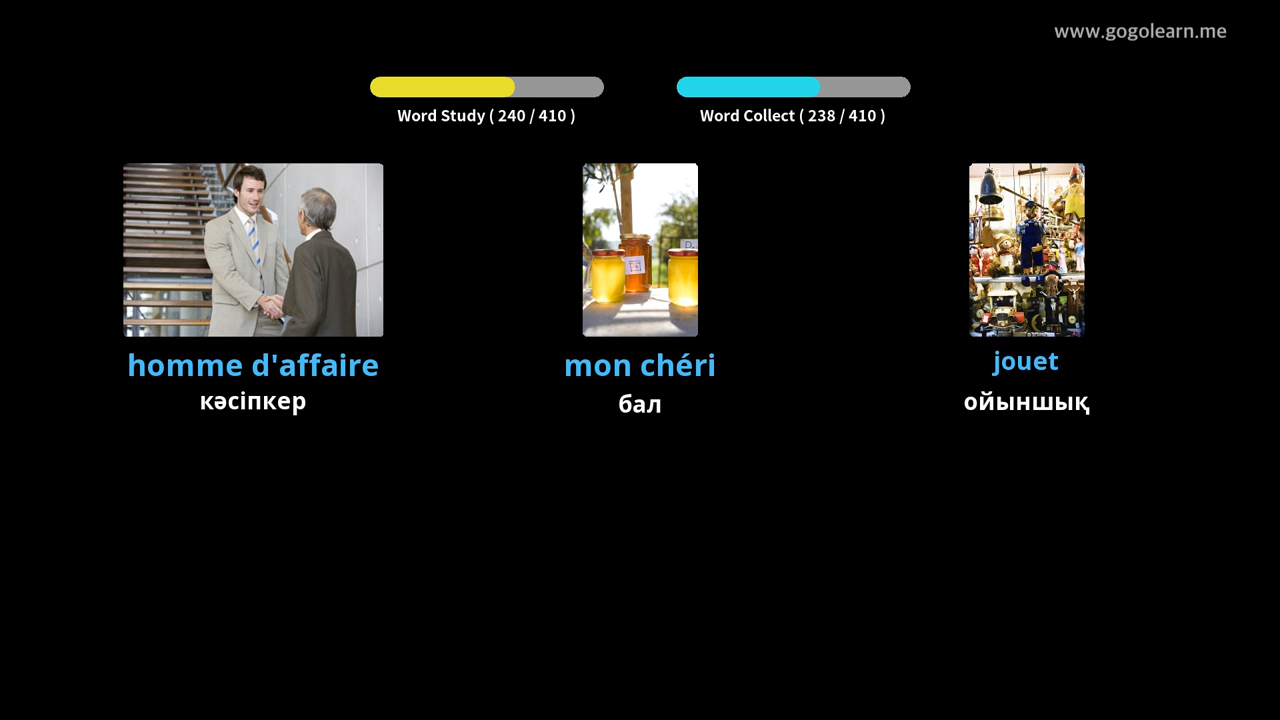 www.gogolearn.me
Word Study ( 240 / 410 )
Word Collect ( 238 / 410 )
homme d'affaire
mon chéri
jouet
кәсіпкер
бал
ойыншық